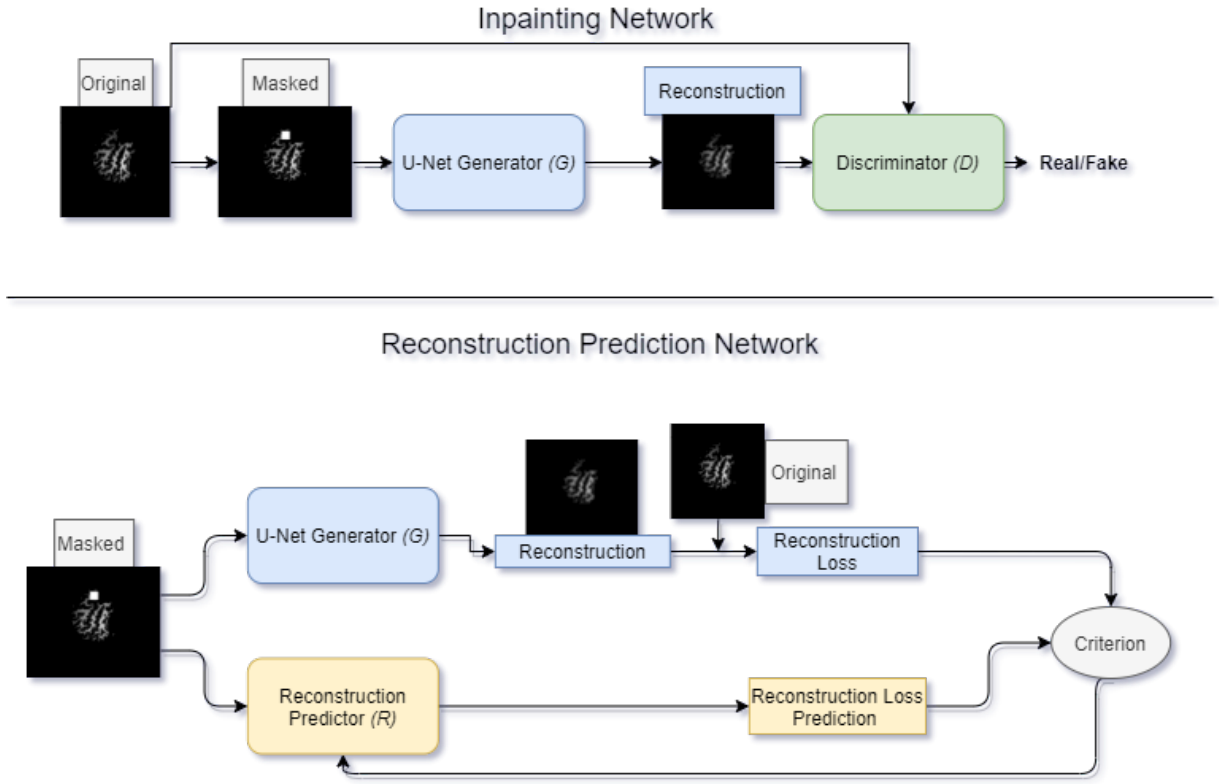 Inpainting Network
Original
Masked
Reconstruction
U-Net Generator (G)
Discriminator (D)
Real/Fake
Reconstruction Prediction Network
Masked
U-Net Generator (G)
Reconstruction
Original
Reconstruction
Loss
Criterion
Reconstruction
Predictor (R)
Reconstruction Loss
Prediction